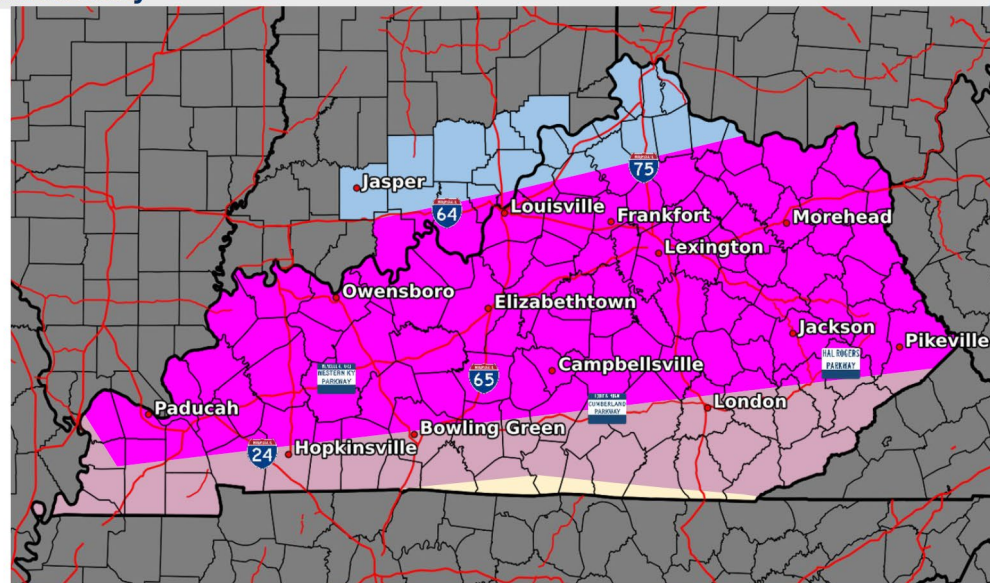 Jasper
75
64
Louisville
Frankfort
Morehead
Lexington
Owensboro
Elizabethtown
Jackson
Pikeville
HAL ROGERS
PARKWAY
Campbellsville
WESTERN KY
PARKWAY
65
London
CUMBERLAND
PARKWAY
Paducah
Bowling Green
Hopkinsville
24